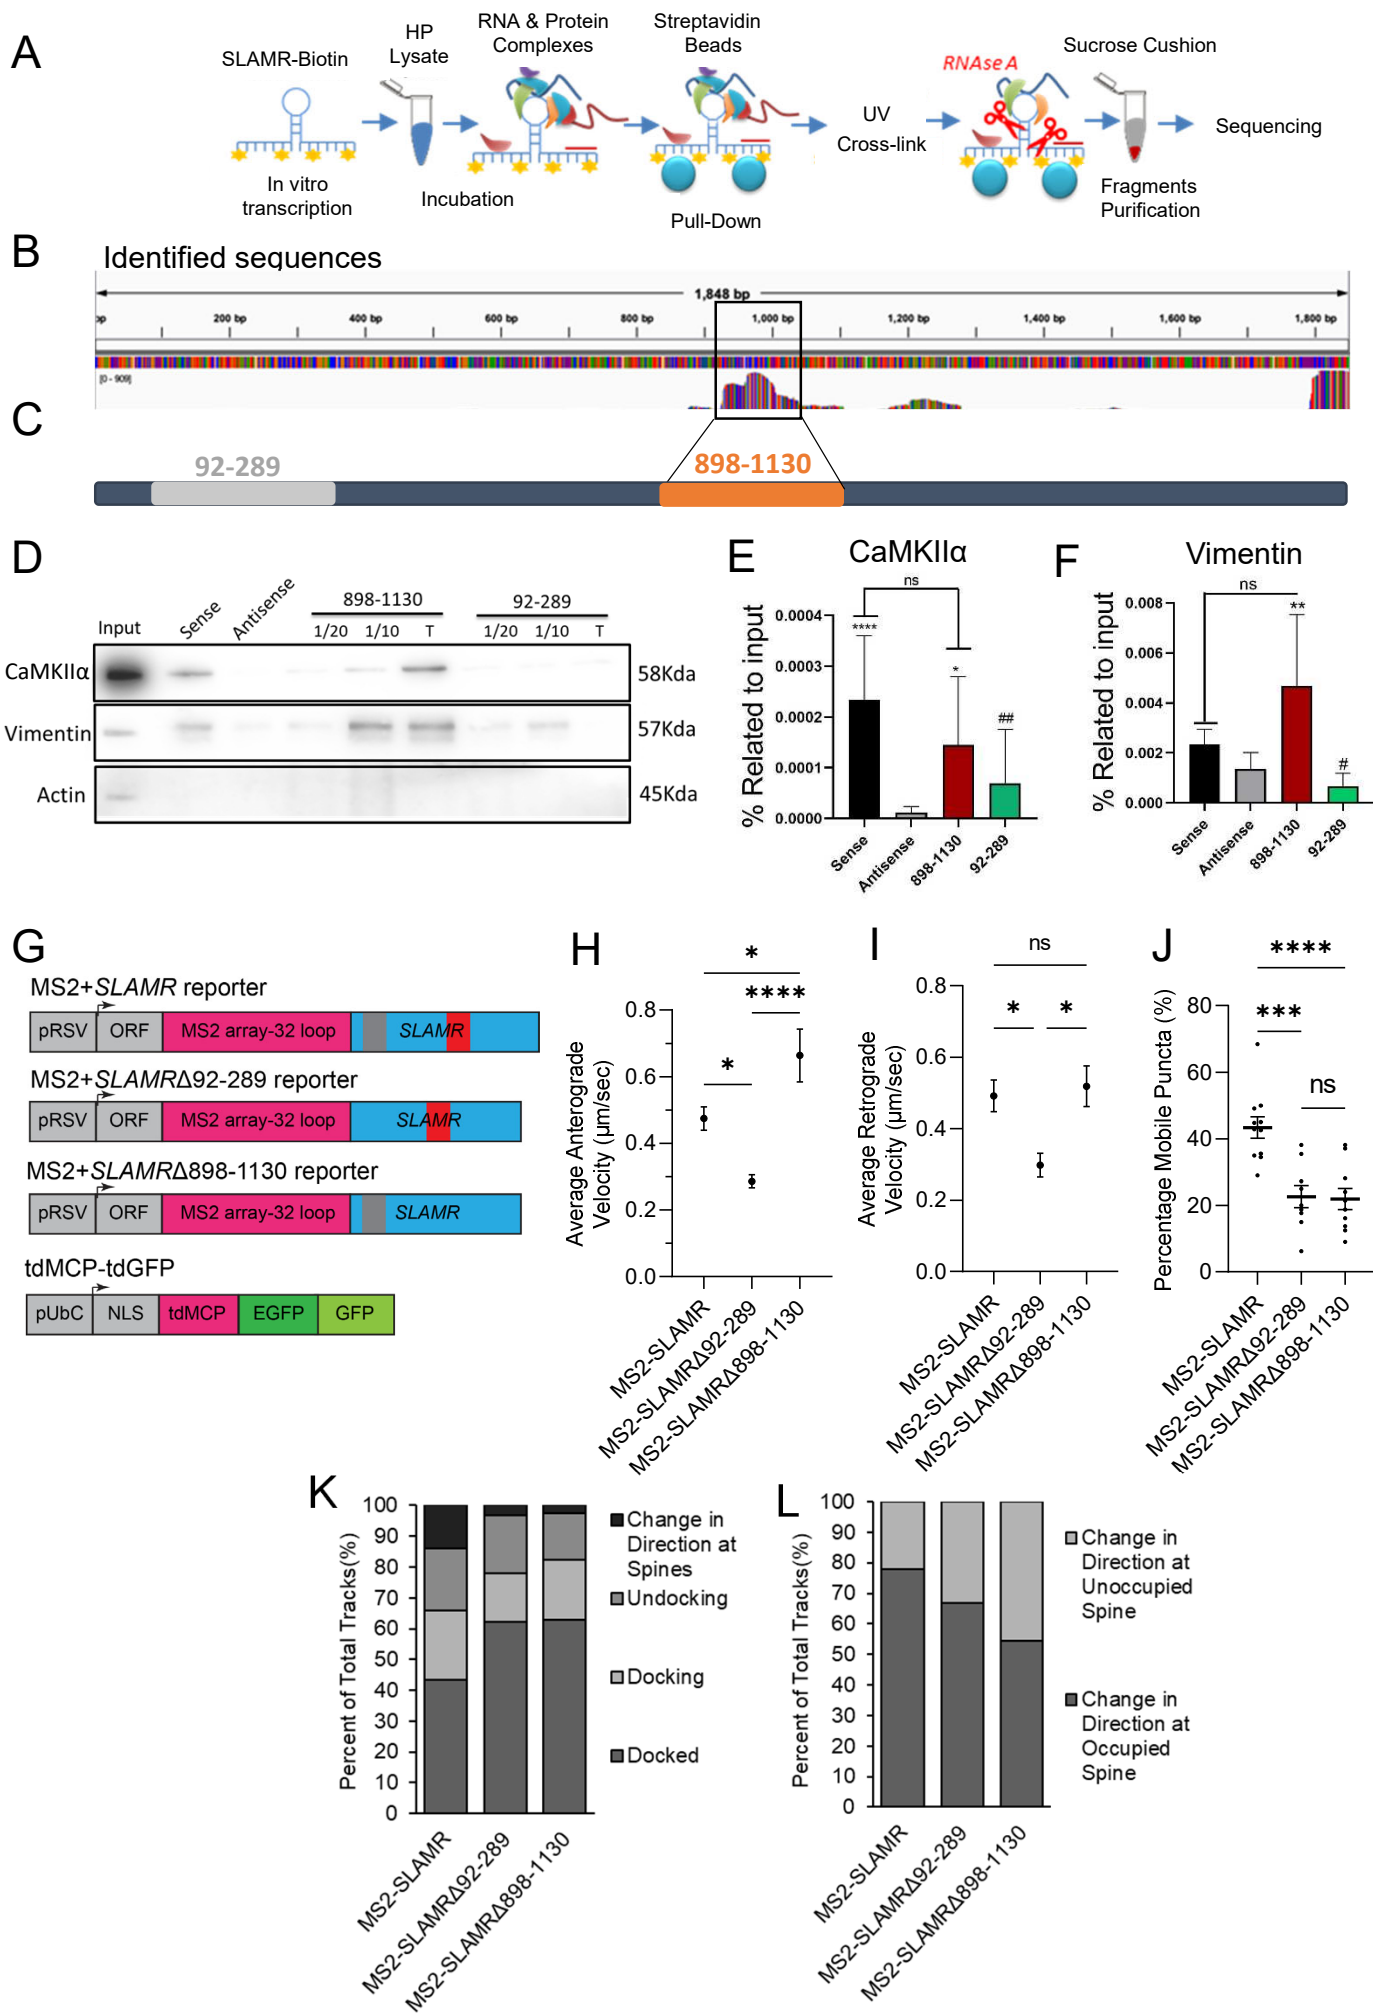 A
SLAMR-Biotin
HP
Lysate
RNA & Protein
Complexes
Streptavidin
Beads
RNAse A
Sucrose Cushion
UV
Cross-link
Sequencing
In vitro
transcription
Incubation
Pull-Down
Fragments
Purification
B
Identified sequences
1,848 bp
bp
200 bp
400 bp
600 bp
800 bp
1,000 bp
1,200 bp
1,400 bp
1,600 bp
1,800 bp
[0 - 909]
C
92-289
898-1130
D
Input
Sense
Antisense
898-1130
92-289
1/20
1/10
T
1/20
1/10
T
CaMKIIα
58Kda
Vimentin
57Kda
Actin
45Kda
E
CaMKIIα
% Related to input
0.0004
0.0003
0.0002
0.0001
0.0000
ns
****
*
##
Sense
Antisense
898-1130
92-289
F
Vimentin
% Related to input
0.008
0.006
0.004
0.002
0.000
ns
**
#
Sense
Antisense
898-1130
92-289
G
MS2+SLAMR reporter
pRSV ORF MS2 array-32 loop SLAMR
MS2+SLAMRΔ92-289 reporter
pRSV ORF MS2 array-32 loop SLAMR
MS2+SLAMRΔ898-1130 reporter
pRSV ORF MS2 array-32 loop SLAMR
tdMCP-tdGFP
pUbC NLS tdMCP EGFP GFP
H
Average Anterograde
Velocity (μm/sec)
0.8
0.6
0.4
0.2
0.0
*
****
*
MS2-SLAMR
MS2-SLAMRΔ92-289
MS2-SLAMRΔ898-1130
I
Average Retrograde
Velocity (μm/sec)
0.8
0.6
0.4
0.2
0.0
ns
*
*
MS2-SLAMR
MS2-SLAMRΔ92-289
MS2-SLAMRΔ898-1130
J
Percentage Mobile Puncta (%)
80
60
40
20
0
****
***
ns
MS2-SLAMR
MS2-SLAMRΔ92-289
MS2-SLAMRΔ898-1130
K
Percent of Total Tracks(%)
100
90
80
70
60
50
40
30
20
10
0
Change in
Direction at
Spines
Undocking
Docking
Docked
MS2-SLAMR
MS2-SLAMRΔ92-289
MS2-SLAMRΔ898-1130
L
Percent of Total Tracks(%)
100
90
80
70
60
50
40
30
20
10
0
Change in
Direction at
Unoccupied
Spine
Change in
Direction at
Occupied
Spine
MS2-SLAMR
MS2-SLAMRΔ92-289
MS2-SLAMRΔ898-1130